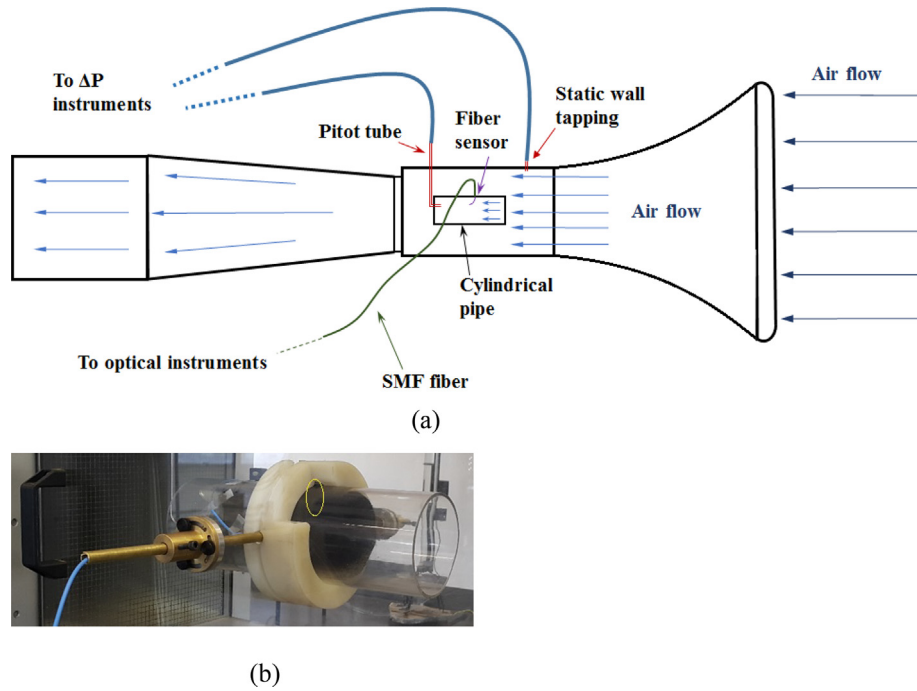 To ΔP
instruments
Pitot tube
Fiber
sensor
Static wall
tapping
Air flow
Air flow
Cylindrical
pipe
To optical instruments
SMF fiber
(a)
(b)